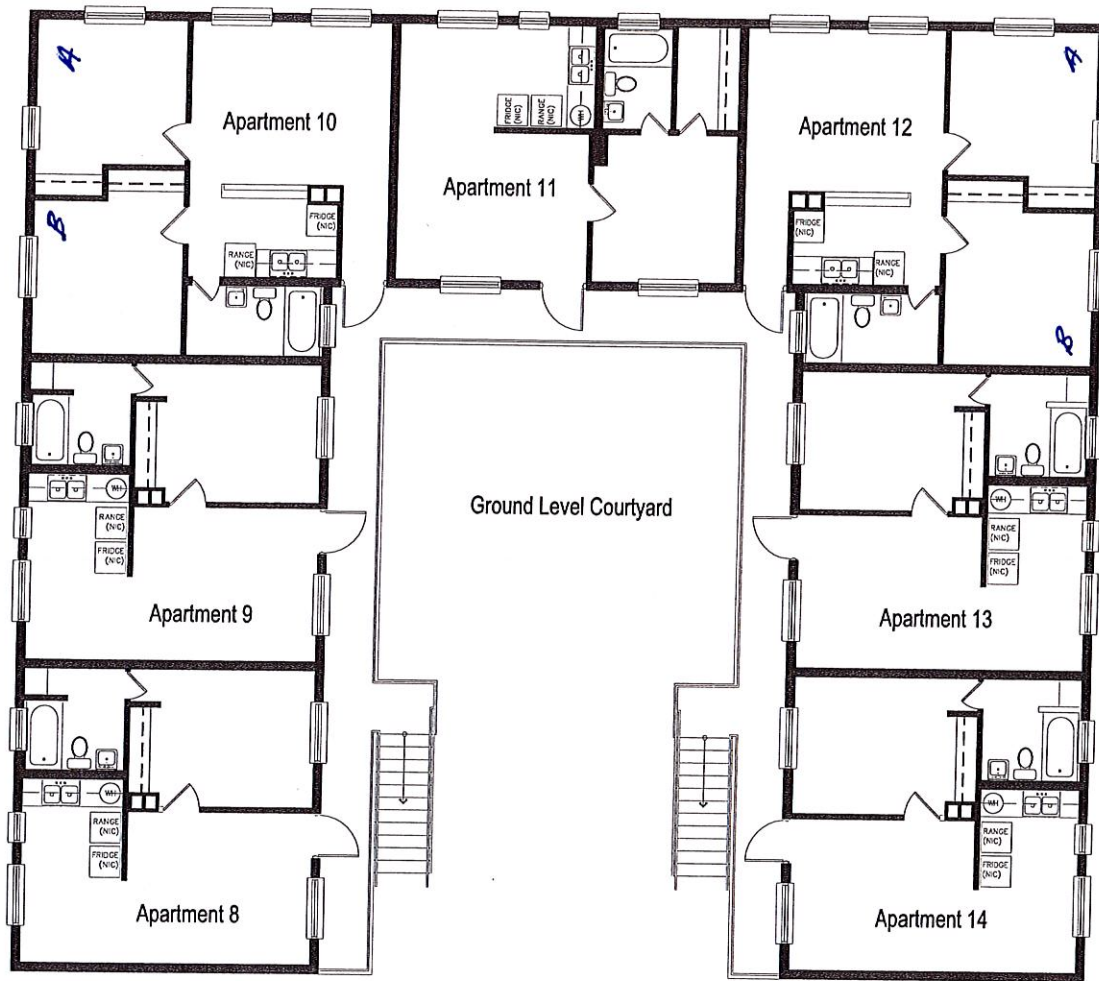 A
A
Apartment 10
FRIDGE
(NIC)
RANGE
(NIC)
WH
Apartment 12
Apartment 11
B
FRIDGE
(NIC)
RANGE
(NIC)
FRIDGE
(NIC)
RANGE
(NIC)
B
WH
RANGE
(NIC)
FRIDGE
(NIC)
Ground Level Courtyard
WH
RANGE
(NIC)
FRIDGE
(NIC)
Apartment 9
Apartment 13
WH
RANGE
(NIC)
FRIDGE
(NIC)
WH
RANGE
(NIC)
FRIDGE
(NIC)
Apartment 8
Apartment 14